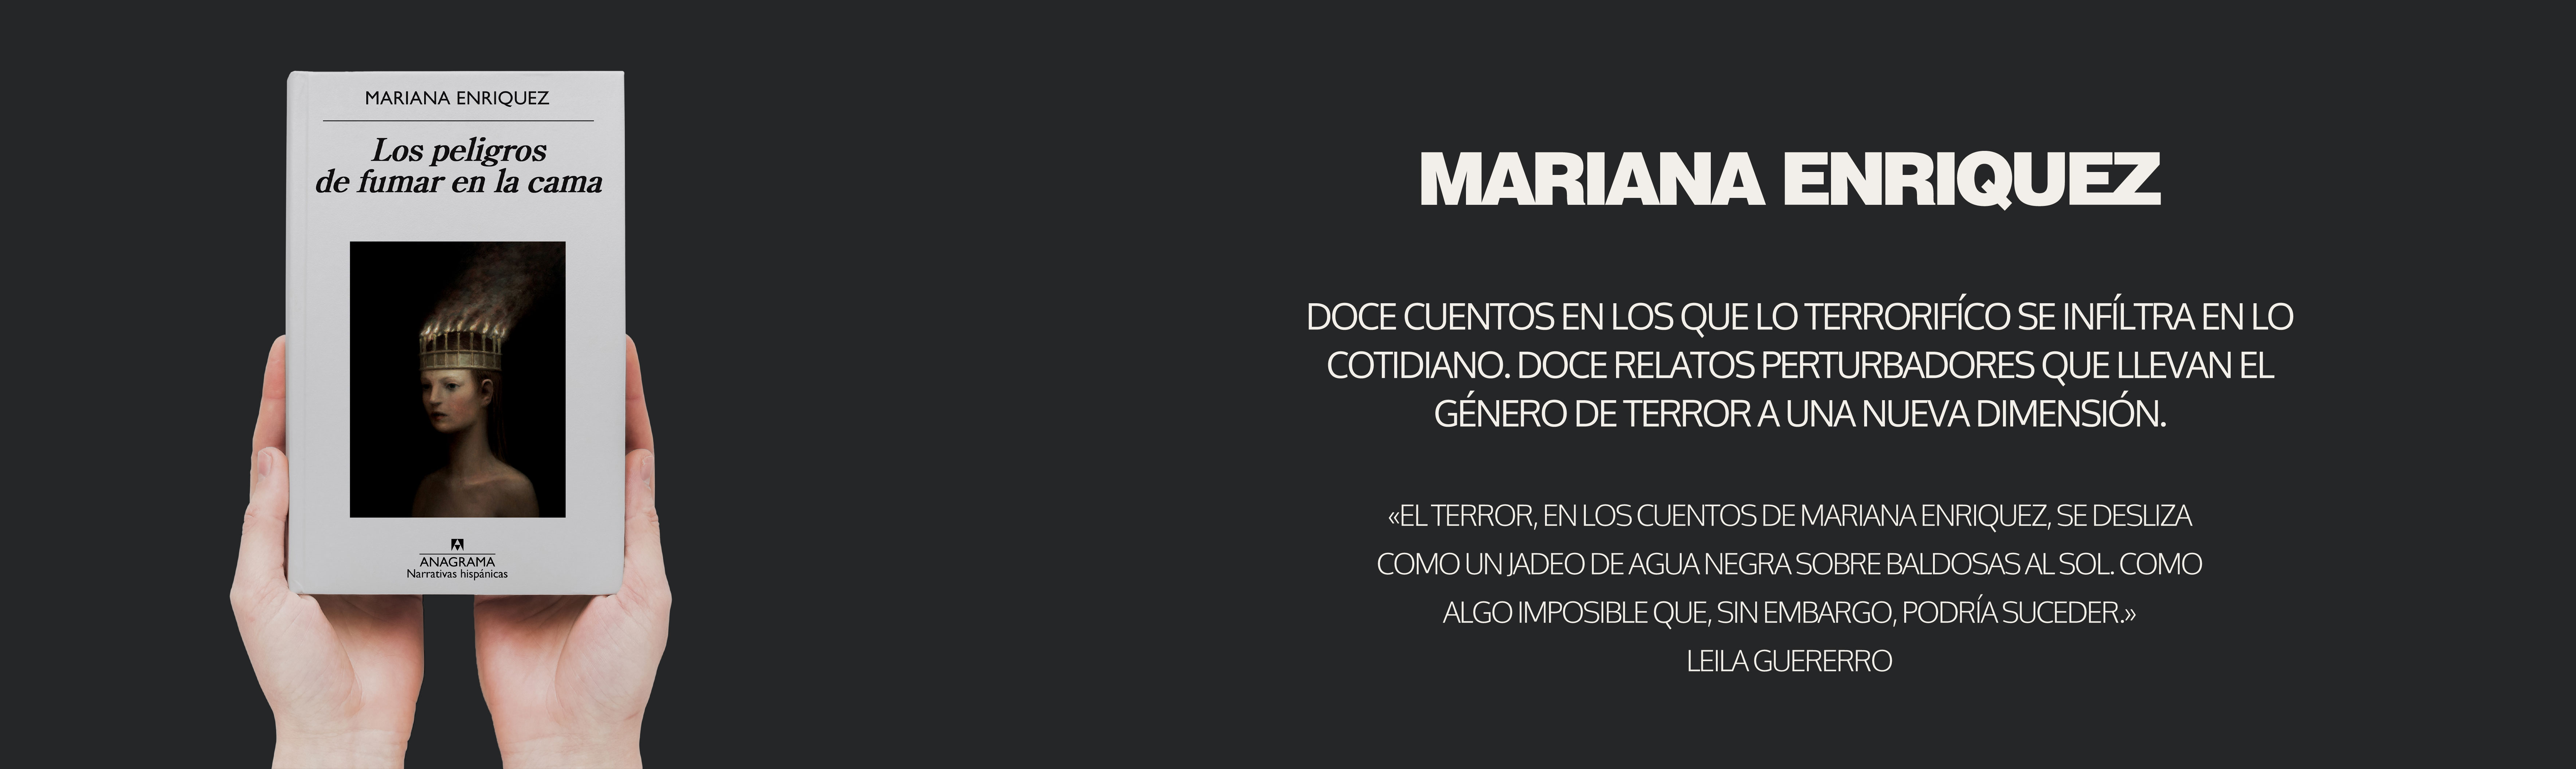 MARIANA ENRIQUEZ
Los peligros
de fumar en la cama
ANAGRAMA
Narrativas hispánicas
MARIANA ENRIQUEZ
DOCE CUENTOS EN LOS QUE LO TERRORIFÍCO SE INFÍLTRA EN LO
COTIDIANO. DOCE RELATOS PERTURBADORES QUE LLEVAN EL
GÉNERO DE TERROR A UNA NUEVA DIMENSIÓN.
«EL TERROR, EN LOS CUENTOS DE MARIANA ENRIQUEZ, SE DESLIZA
COMO UN JADEO DE AGUA NEGRA SOBRE BALDOSAS AL SOL. COMO
ALGO IMPOSIBLE QUE, SIN EMBARGO, PODRÍA SUCEDER.»
LEILA GUERERRO